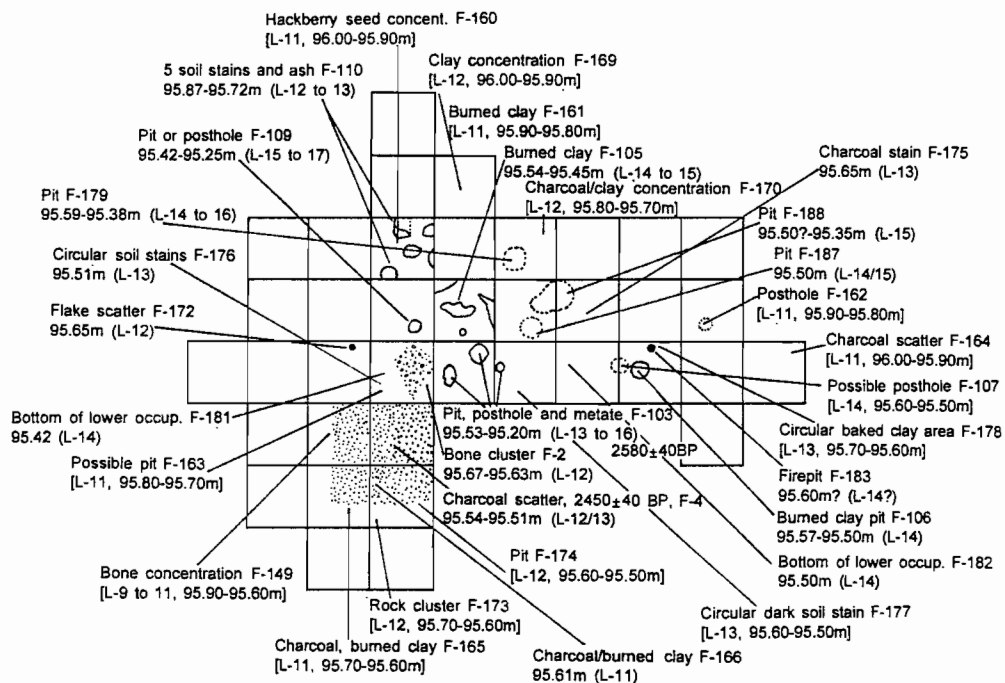 Hackberry seed concent. F-160
[L-11, 96.00-95.90m]
Clay concentration F-169
[L-12, 96.00-95.90m]
5 soil stains and ash F-110
95.87-95.72m (L-12 to 13)
Burned clay F-161
[L-11, 95.90-95.80m]
Pit or posthole F-109
95.42-95.25m (L-15 to 17)
Burned clay F-105
95.54-95.45m (L-14 to 15)
Charcoal stain F-175
95.65m (L-13)
Charcoal/clay concentration F-170
[L-12, 95.80-95.70m]
Pit F-179
95.59-95.38m (L-14 to 16)
Pit F-188
95.50?-95.35m (L-15)
Circular soil stains F-176
95.51m (L-13)
Pit F-187
95.50m (L-14/15)
Flake scatter F-172
95.65m (L-12)
Posthole F-162
[L-11, 95.90-95.80m]
Charcoal scatter F-164
[L-11, 96.00-95.90m]
Possible posthole F-107
[L-14, 95.60-95.50m]
Bottom of lower occup. F-181
95.42 (L-14)
Pit, posthole and metate F-103
95.53-95.20m (L-13 to 16)
2580±40BP
Circular baked clay area F-178
[L-13, 95.70-95.60m]
Possible pit F-163
[L-11, 95.80-95.70m]
Bone cluster F-2
95.67-95.63m (L-12)
Firepit F-183
95.60m? (L-14?)
Charcoal scatter, 2450±40 BP, F-4
95.54-95.51m (L-12/13)
Burned clay pit F-106
95.57-95.50m (L-14)
Pit F-174
[L-12, 95.60-95.50m]
Bottom of lower occup. F-182
95.50m (L-14)
Bone concentration F-149
[L-9 to 11, 95.90-95.60m]
Rock cluster F-173
[L-12, 95.70-95.60m]
Circular dark soil stain F-177
[L-13, 95.60-95.50m]
Charcoal, burned clay F-165
[L-11, 95.70-95.60m]
Charcoal/burned clay F-166
95.61m (L-11)